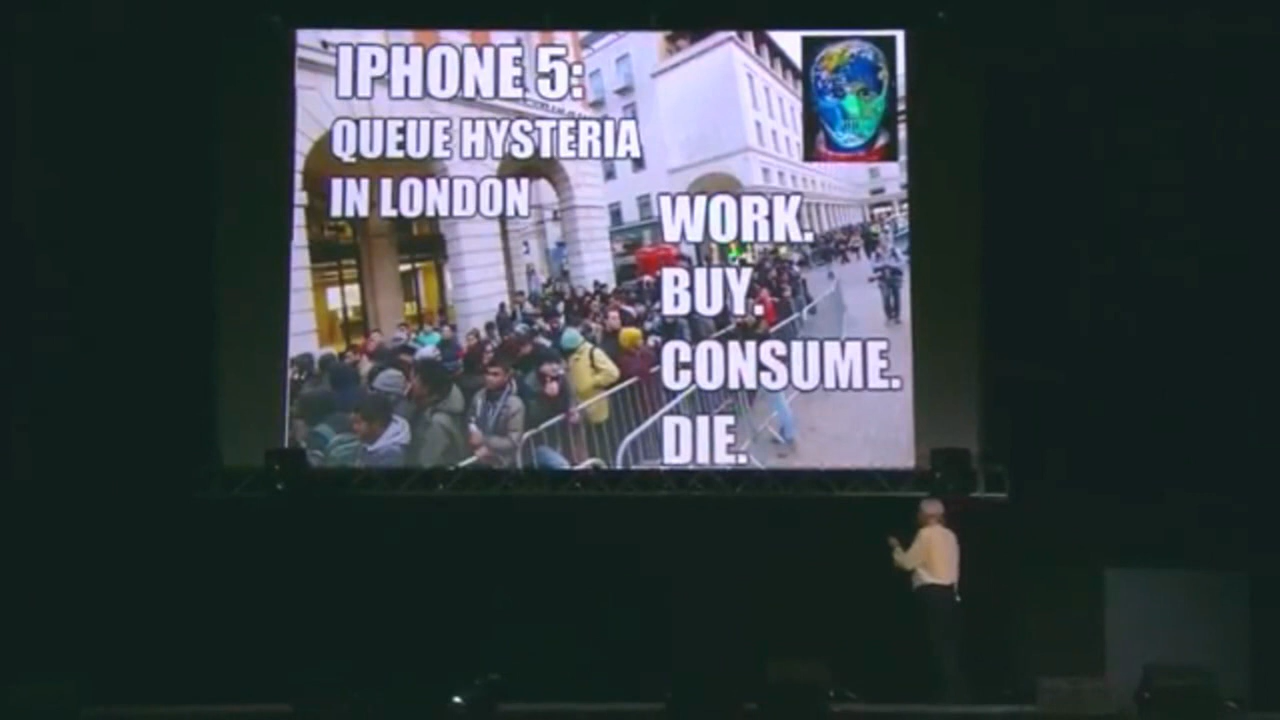 IPHONE 5:
QUEUE HYSTERIA
IN LONDON
WORK.
BUY.
CONSUME.
DIE.